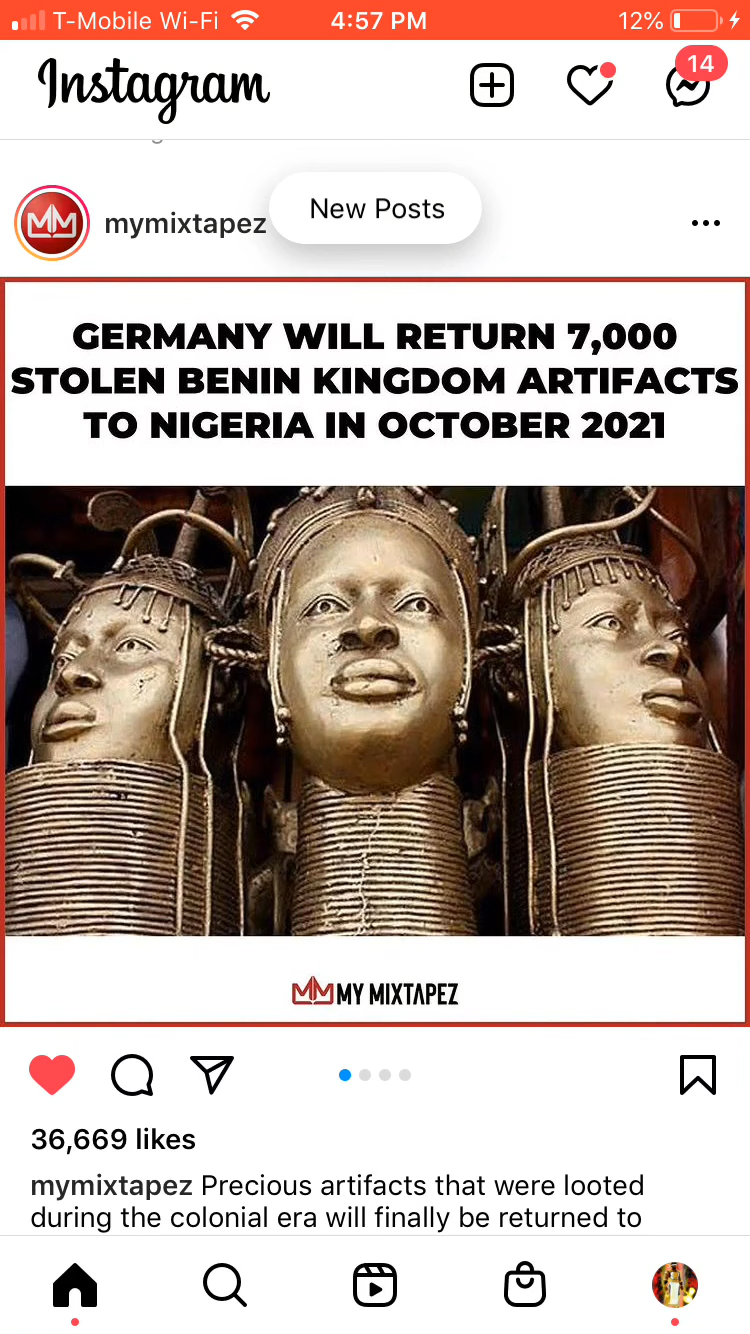 T-Mobile Wi-Fi 4:57 PM 12%
Instagram 14
mymixtapez New Posts
GERMANY WILL RETURN 7,000
STOLEN BENIN KINGDOM ARTIFACTS
TO NIGERIA IN OCTOBER 2021
MM MY MIXTAPEZ
36,669 likes
mymixtapez Precious artifacts that were looted
during the colonial era will finally be returned to